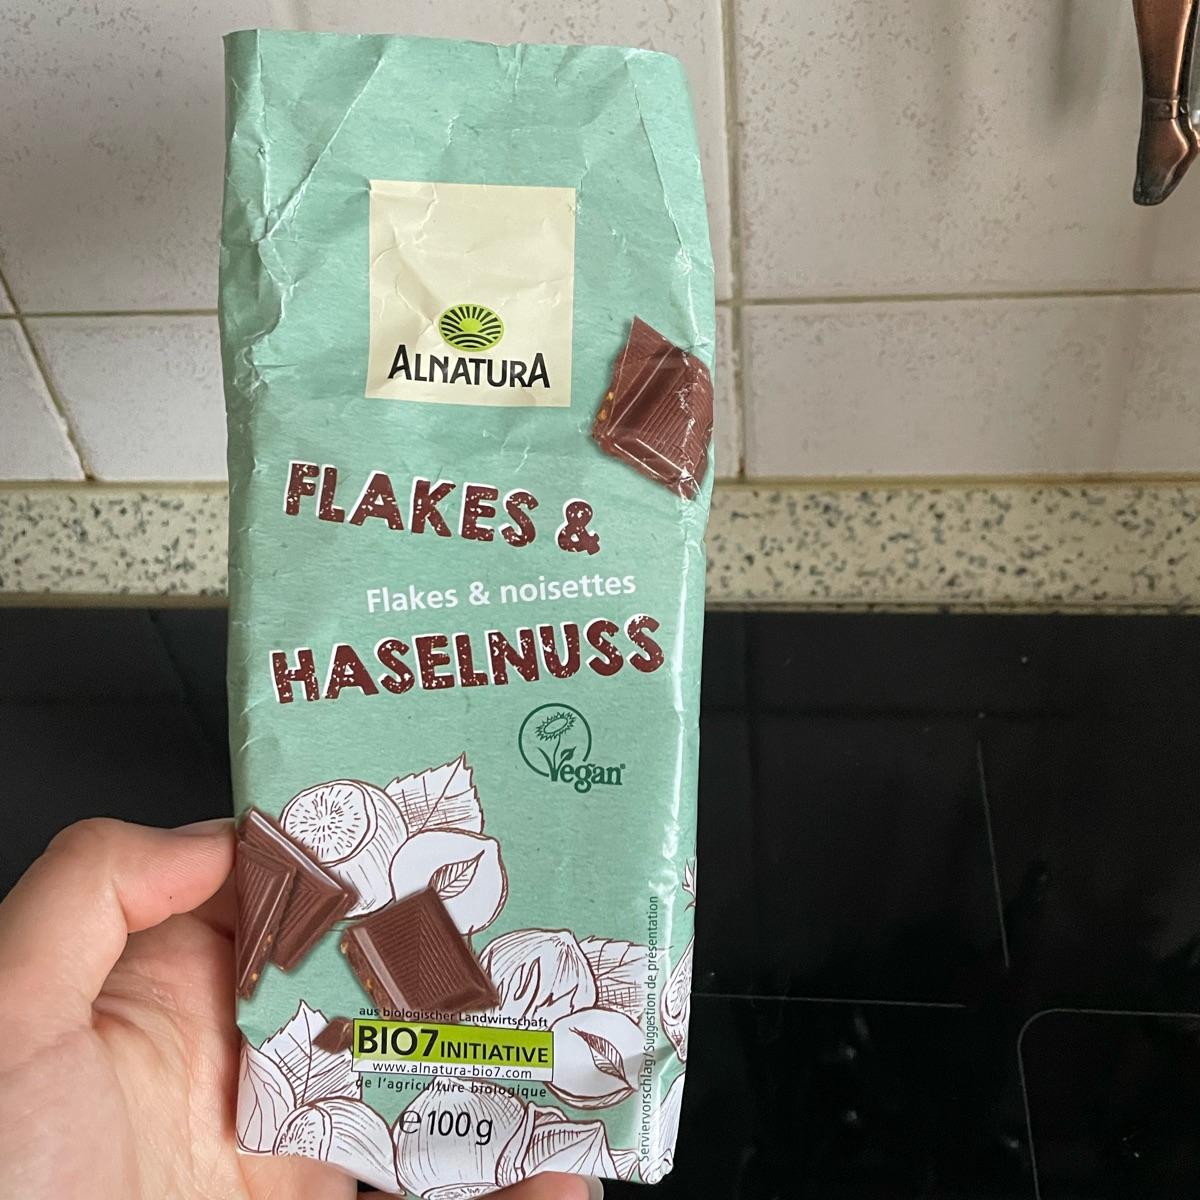 ALNATURA
FLAKES &
Flakes & noisettes
HASELNUSS
Vegan
aus biologischer Landwirtschaft
BIO7 INITIATIVE
www.alnatura-bio7.com
de l'agriculture biologique
℮ 100 g
Serviervorschlag/Suggestion de présentation